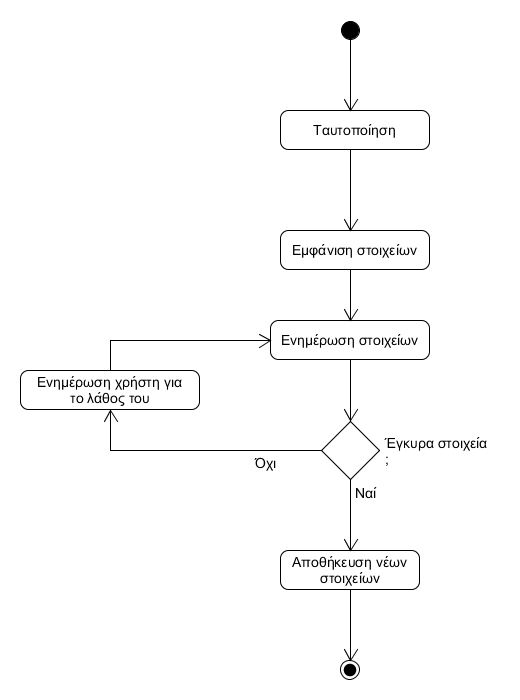 Ταυτοποίηση
Εμφάνιση στοιχείων
Ενημέρωση στοιχείων
Ενημέρωση χρήστη για
το λάθος του
Έγκυρα στοιχεία
;
Όχι
Ναί
Αποθήκευση νέων
στοιχείων